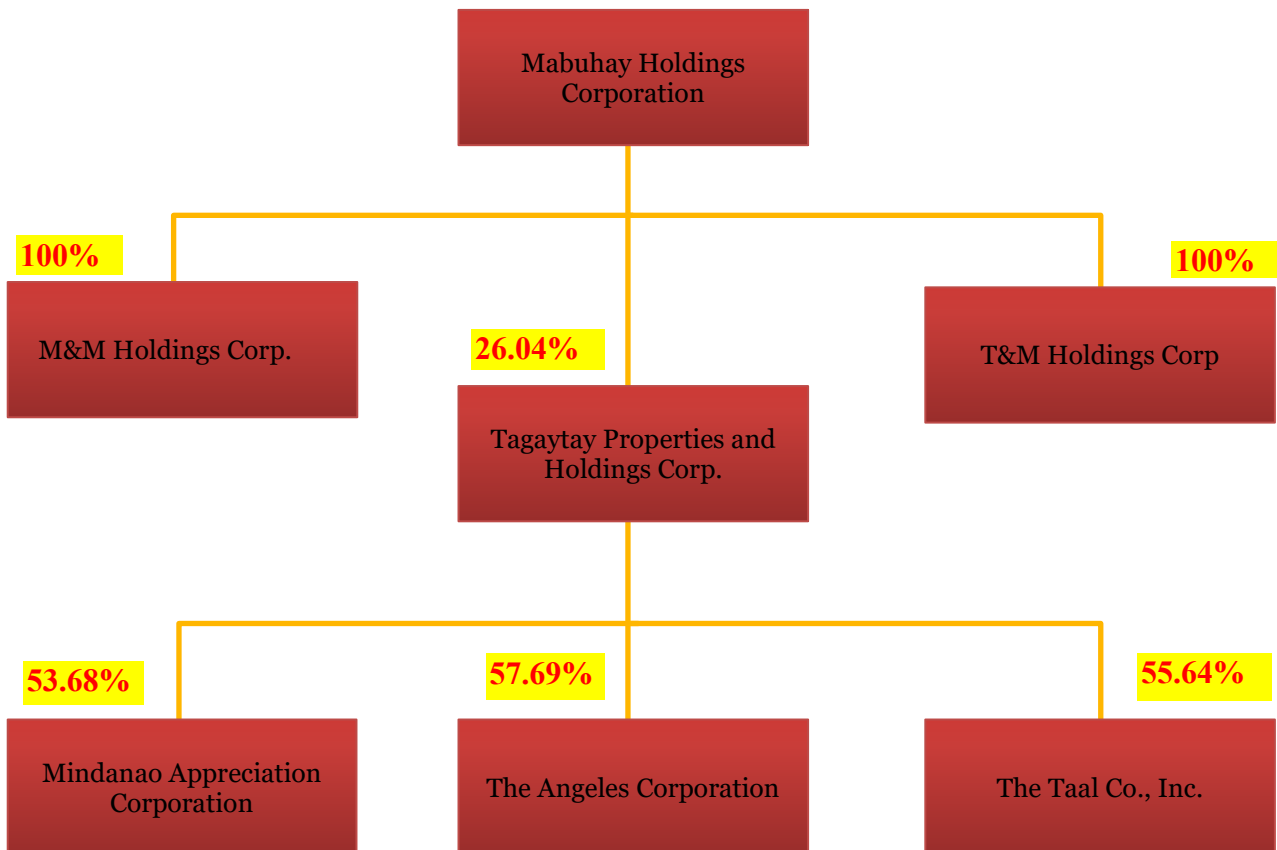 Mabuhay Holdings
Corporation
100%
100%
M&M Holdings Corp.
26.04%
T&M Holdings Corp
Tagaytay Properties and
Holdings Corp.
53.68%
57.69%
55.64%
Mindanao Appreciation
Corporation
The Angeles Corporation
The Taal Co., Inc.